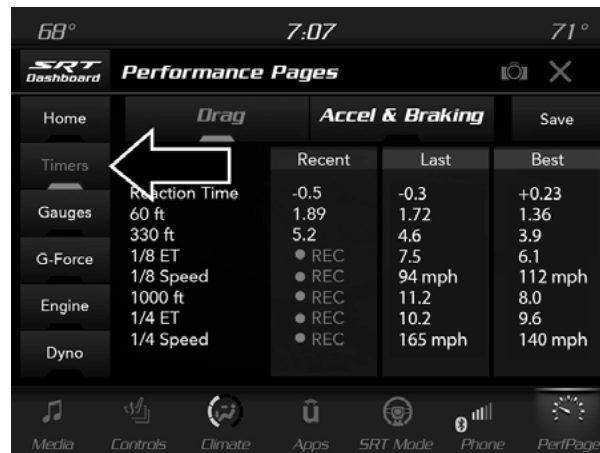 68° 7:07 71°
SRT Dashboard Performance Pages
Home Drag Accel & Braking Save
Timers Recent Last Best
Reaction Time -0.5 -0.3 +0.23
Gauges 60 ft 1.89 1.72 1.36
330 ft 5.2 4.6 3.9
G-Force 1/8 ET REC 7.5 6.1
1/8 Speed REC 94 mph 112 mph
Engine 1000 ft REC 11.2 8.0
1/4 ET REC 10.2 9.6
Dyno 1/4 Speed REC 165 mph 140 mph
Media Controls Climate Apps SRT Mode Phone PerfPage